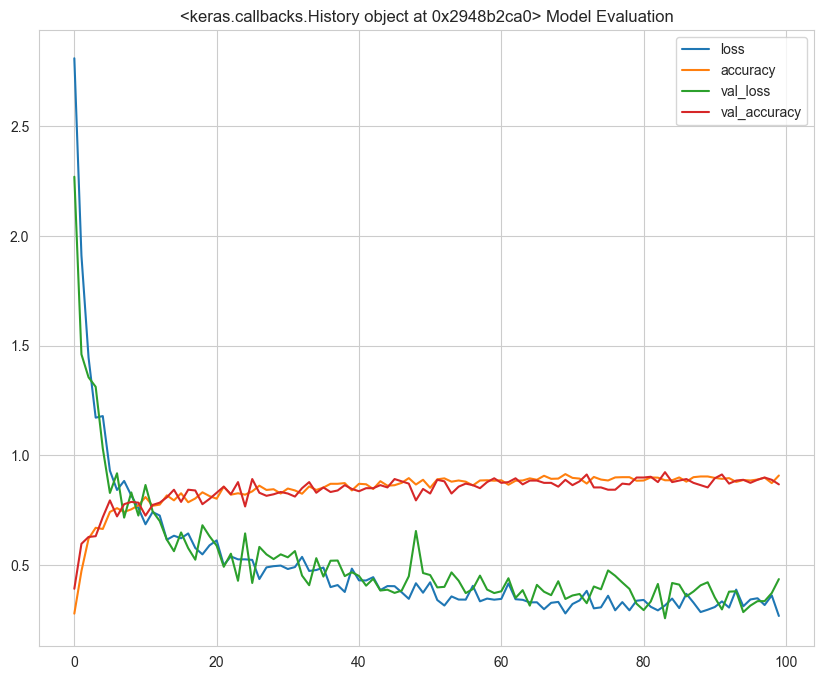 <keras.callbacks.History object at 0x2948b2ca0> Model Evaluation
loss
accuracy
val_loss
val_accuracy
2.5
2.0
1.5
1.0
0.5
0 20 40 60 80 100